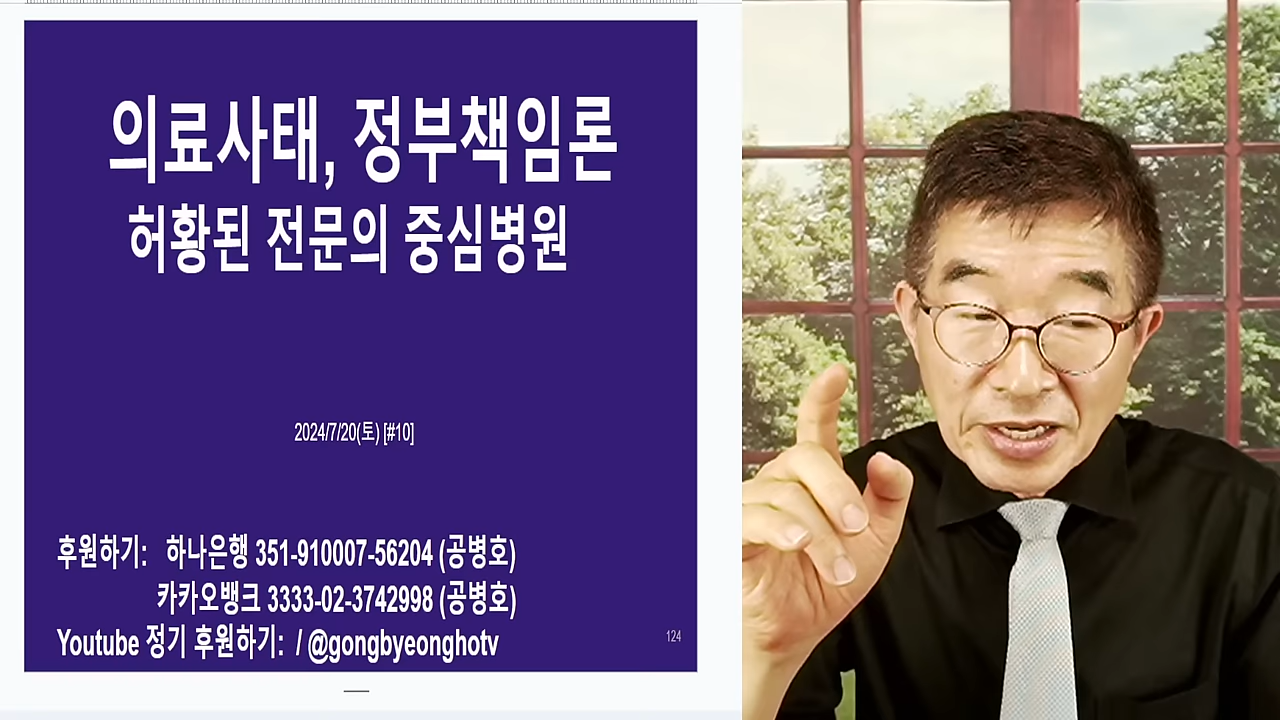 의료사태, 정부책임론
허황된 전문의 중심병원
2024/7/20(토) [#10]
후원하기: 하나은행 351-910007-56204 (공병호)
카카오뱅크 3333-02-3742998 (공병호)
Youtube 정기 후원하기: / @gongbyeonghotv
124